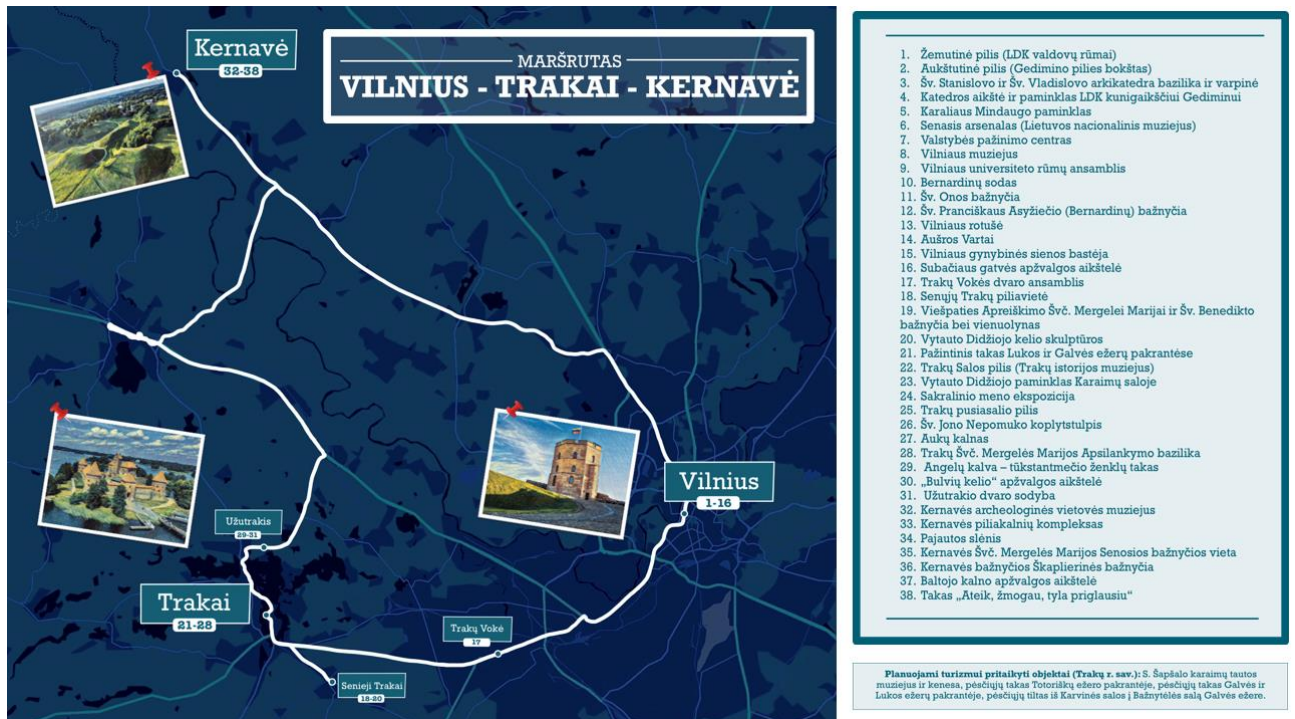 Kernavė
32-38
MARŠRUTAS
VILNIUS - TRAKAI - KERNAVĖ
Vilnius
1-16
Užutrakis
29-31
Trakai
21-28
Trakų Vokė
17
Senieji Trakai
18-20
1. Žemutinė pilis (LDK valdovų rūmai)
2. Aukštutinė pilis (Gedimino pilies bokštas)
3. Šv. Stanislovo ir Šv. Vladislovo arkikatedra bazilika ir varpinė
4. Katedros aikštė ir paminklas LDK kunigaikščiui Gediminui
5. Karaliaus Mindaugo paminklas
6. Senasis arsenalas (Lietuvos nacionalinis muziejus)
7. Valstybės pažinimo centras
8. Vilniaus muziejus
9. Vilniaus universiteto rūmų ansamblis
10. Bernardinų sodas
11. Šv. Onos bažnyčia
12. Šv. Pranciškaus Asyžiečio (Bernardinų) bažnyčia
13. Vilniaus rotušė
14. Aušros Vartai
15. Vilniaus gynybinės sienos bastėja
16. Subačiaus gatvės apžvalgos aikštelė
17. Trakų Vokės dvaro ansamblis
18. Senųjų Trakų piliavietė
19. Viešpaties Apreiškimo Švč. Mergelei Marijai ir Šv. Benedikto
bažnyčia bei vienuolynas
20. Vytauto Didžiojo kelio skulptūros
21. Pažintinis takas Lukos ir Galvės ežerų pakrantėse
22. Trakų Salos pilis (Trakų istorijos muziejus)
23. Vytauto Didžiojo paminklas Karaimų saloje
24. Sakralinio meno ekspozicija
25. Trakų pusiasalio pilis
26. Šv. Jono Nepomuko koplytstulpis
27. Aukų kalnas
28. Trakų Švč. Mergelės Marijos Apsilankymo bazilika
29. Angelų kalva – tūkstantmečio ženklų takas
30. „Bulvių kelio“ apžvalgos aikštelė
31. Užutrakio dvaro sodyba
32. Kernavės archeologinės vietovės muziejus
33. Kernavės piliakalnių kompleksas
34. Pajautos slėnis
35. Kernavės Švč. Mergelės Marijos Senosios bažnyčios vieta
36. Kernavės bažnyčios Škaplierinės bažnyčia
37. Baltojo kalno apžvalgos aikštelė
38. Takas „Ateik, žmogau, tyla priglausiu“
Planuojami turizmui pritaikyti objektai (Trakų r. sav.): S. Šapšalo karaimų tautos
muziejus ir kenesa, pėsčiųjų takas Totoriškų ežero pakrantėje, pėsčiųjų takas Galvės ir
Lukos ežerų pakrantėje, pėsčiųjų tiltas iš Karvinės salos į Bažnytėlės salą Galvės ežere.